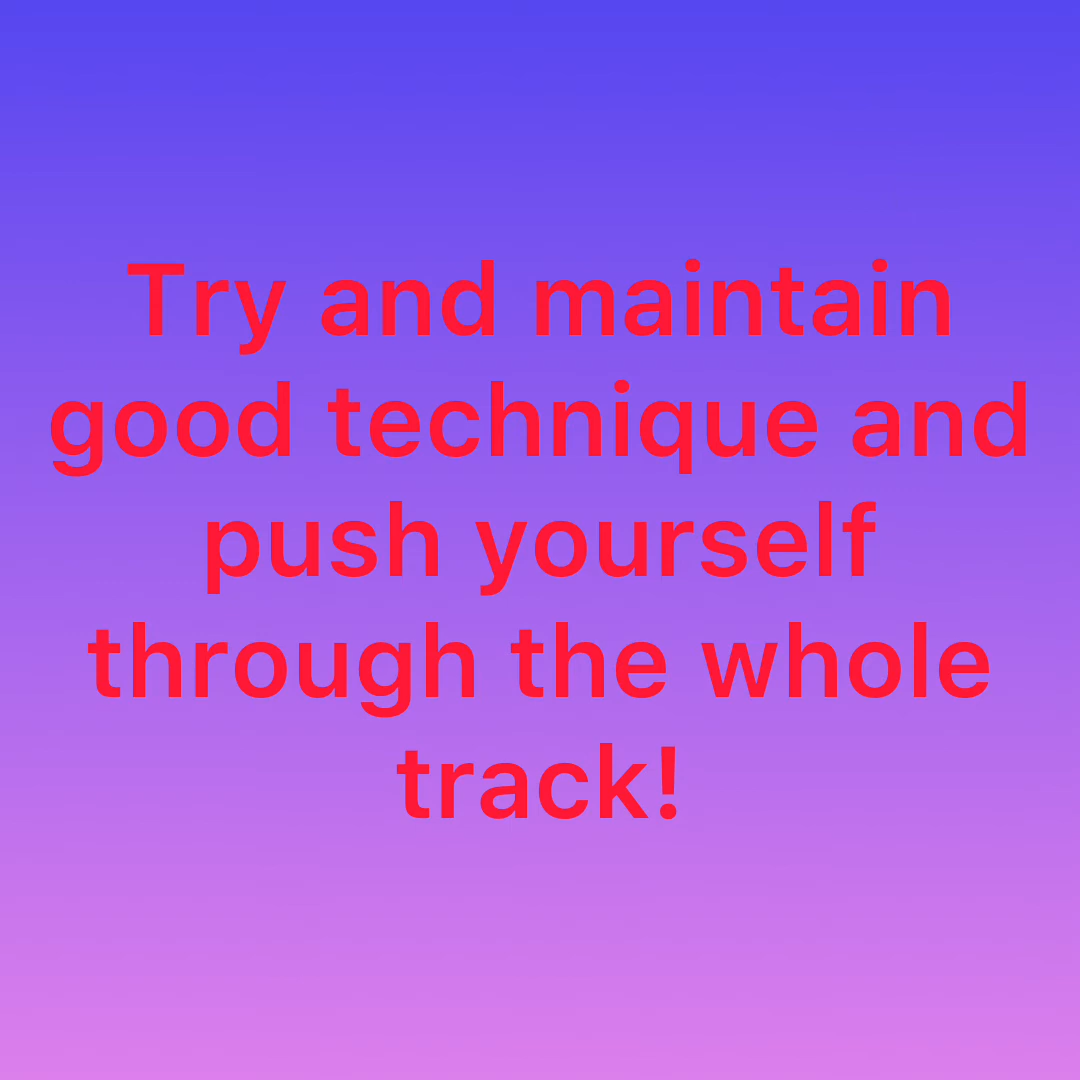 Try and maintain
good technique and
push yourself
through the whole
track!